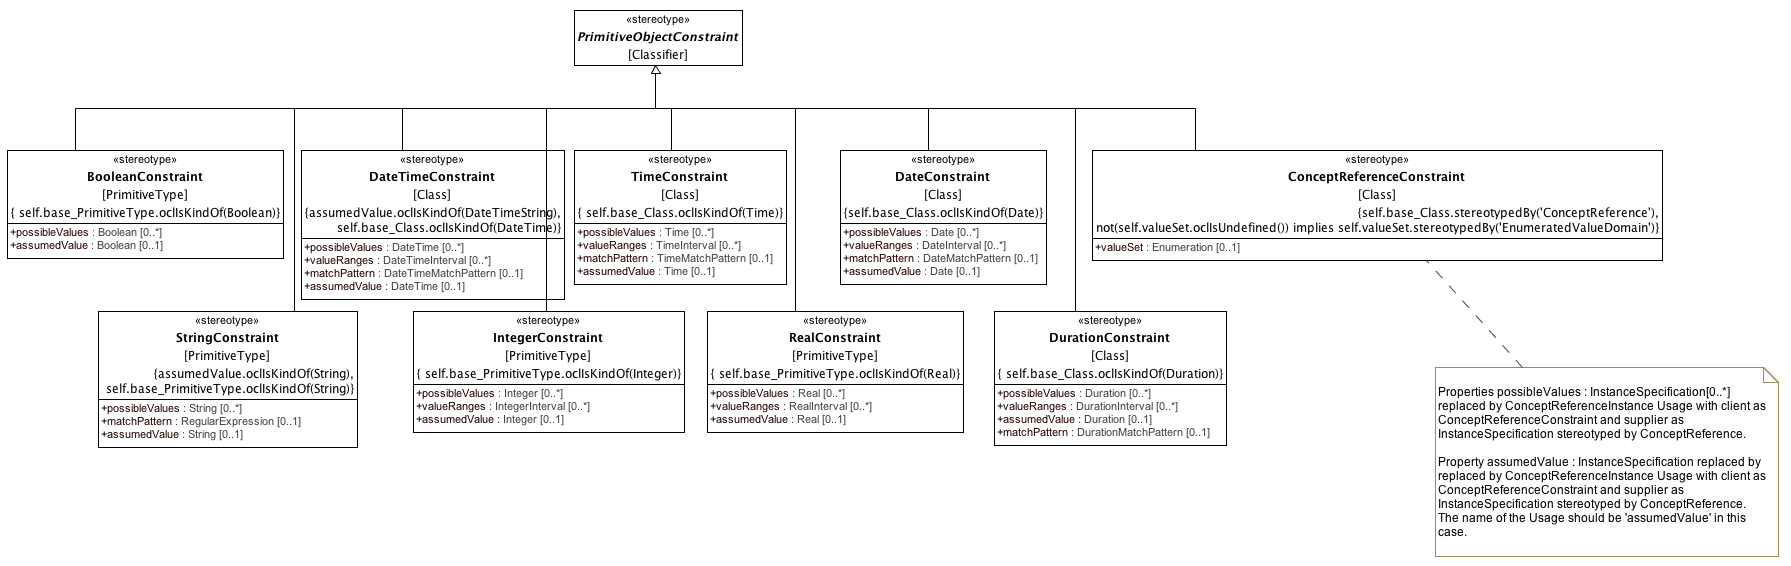 «stereotype»
PrimitiveObjectConstraint
[Classifier]
«stereotype»
BooleanConstraint
[PrimitiveType]
{ self.base_PrimitiveType.oclIsKindOf(Boolean)}
+possibleValues : Boolean [0..*]
+assumedValue : Boolean [0..1]
«stereotype»
DateTimeConstraint
[Class]
{assumedValue.oclIsKindOf(DateTimeString),
self.base_Class.oclIsKindOf(DateTime)}
+possibleValues : DateTime [0..*]
+valueRanges : DateTimeInterval [0..*]
+matchPattern : DateTimeMatchPattern [0..1]
+assumedValue : DateTime [0..1]
«stereotype»
TimeConstraint
[Class]
{ self.base_Class.oclIsKindOf(Time)}
+possibleValues : Time [0..*]
+valueRanges : TimeInterval [0..*]
+matchPattern : TimeMatchPattern [0..1]
+assumedValue : Time [0..1]
«stereotype»
DateConstraint
[Class]
{self.base_Class.oclIsKindOf(Date)}
+possibleValues : Date [0..*]
+valueRanges : DateInterval [0..*]
+matchPattern : DateMatchPattern [0..1]
+assumedValue : Date [0..1]
«stereotype»
ConceptReferenceConstraint
[Class]
{self.base_Class.stereotypedBy('ConceptReference'),
not(self.valueSet.oclIsUndefined()) implies self.valueSet.stereotypedBy('EnumeratedValueDomain')}
+valueSet : Enumeration [0..1]
«stereotype»
StringConstraint
[PrimitiveType]
{assumedValue.oclIsKindOf(String),
self.base_PrimitiveType.oclIsKindOf(String)}
+possibleValues : String [0..*]
+matchPattern : RegularExpression [0..1]
+assumedValue : String [0..1]
«stereotype»
IntegerConstraint
[PrimitiveType]
{ self.base_PrimitiveType.oclIsKindOf(Integer)}
+possibleValues : Integer [0..*]
+valueRanges : IntegerInterval [0..*]
+assumedValue : Integer [0..1]
«stereotype»
RealConstraint
[PrimitiveType]
{ self.base_PrimitiveType.oclIsKindOf(Real)}
+possibleValues : Real [0..*]
+valueRanges : RealInterval [0..*]
+assumedValue : Real [0..1]
«stereotype»
DurationConstraint
[Class]
{ self.base_Class.oclIsKindOf(Duration)}
+possibleValues : Duration [0..*]
+valueRanges : DurationInterval [0..*]
+assumedValue : Duration [0..1]
+matchPattern : DurationMatchPattern [0..1]
Properties possibleValues : InstanceSpecification[0..*]
replaced by ConceptReferenceInstance Usage with client as
ConceptReferenceConstraint and supplier as
InstanceSpecification stereotyped by ConceptReference.
Property assumedValue : InstanceSpecification replaced by
replaced by ConceptReferenceInstance Usage with client as
ConceptReferenceConstraint and supplier as
InstanceSpecification stereotyped by ConceptReference.
The name of the Usage should be 'assumedValue' in this
case.